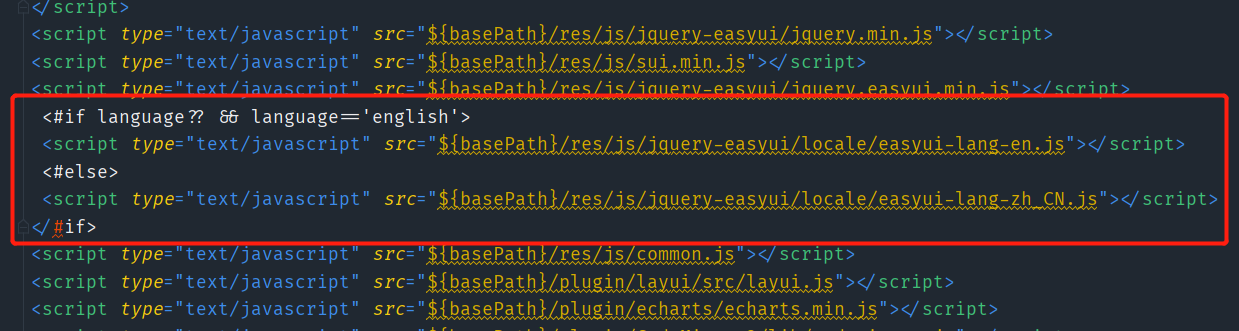 </script>
<script type="text/javascript" src="${basePath}/res/js/jquery-easyui/jquery.min.js"></script>
<script type="text/javascript" src="${basePath}/res/js/sui.min.js"></script>
<script type="text/javascript" src="${basePath}/res/js/jquery-easyui/jquery.easyui.min.js"></script>
<#if language?? && language=='english'>
<script type="text/javascript" src="${basePath}/res/js/jquery-easyui/locale/easyui-lang-en.js"></script>
<#else>
<script type="text/javascript" src="${basePath}/res/js/jquery-easyui/locale/easyui-lang-zh_CN.js"></script>
</#if>
<script type="text/javascript" src="${basePath}/res/js/common.js"></script>
<script type="text/javascript" src="${basePath}/plugin/layui/src/layui.js"></script>
<script type="text/javascript" src="${basePath}/plugin/echarts/echarts.min.js"></script>